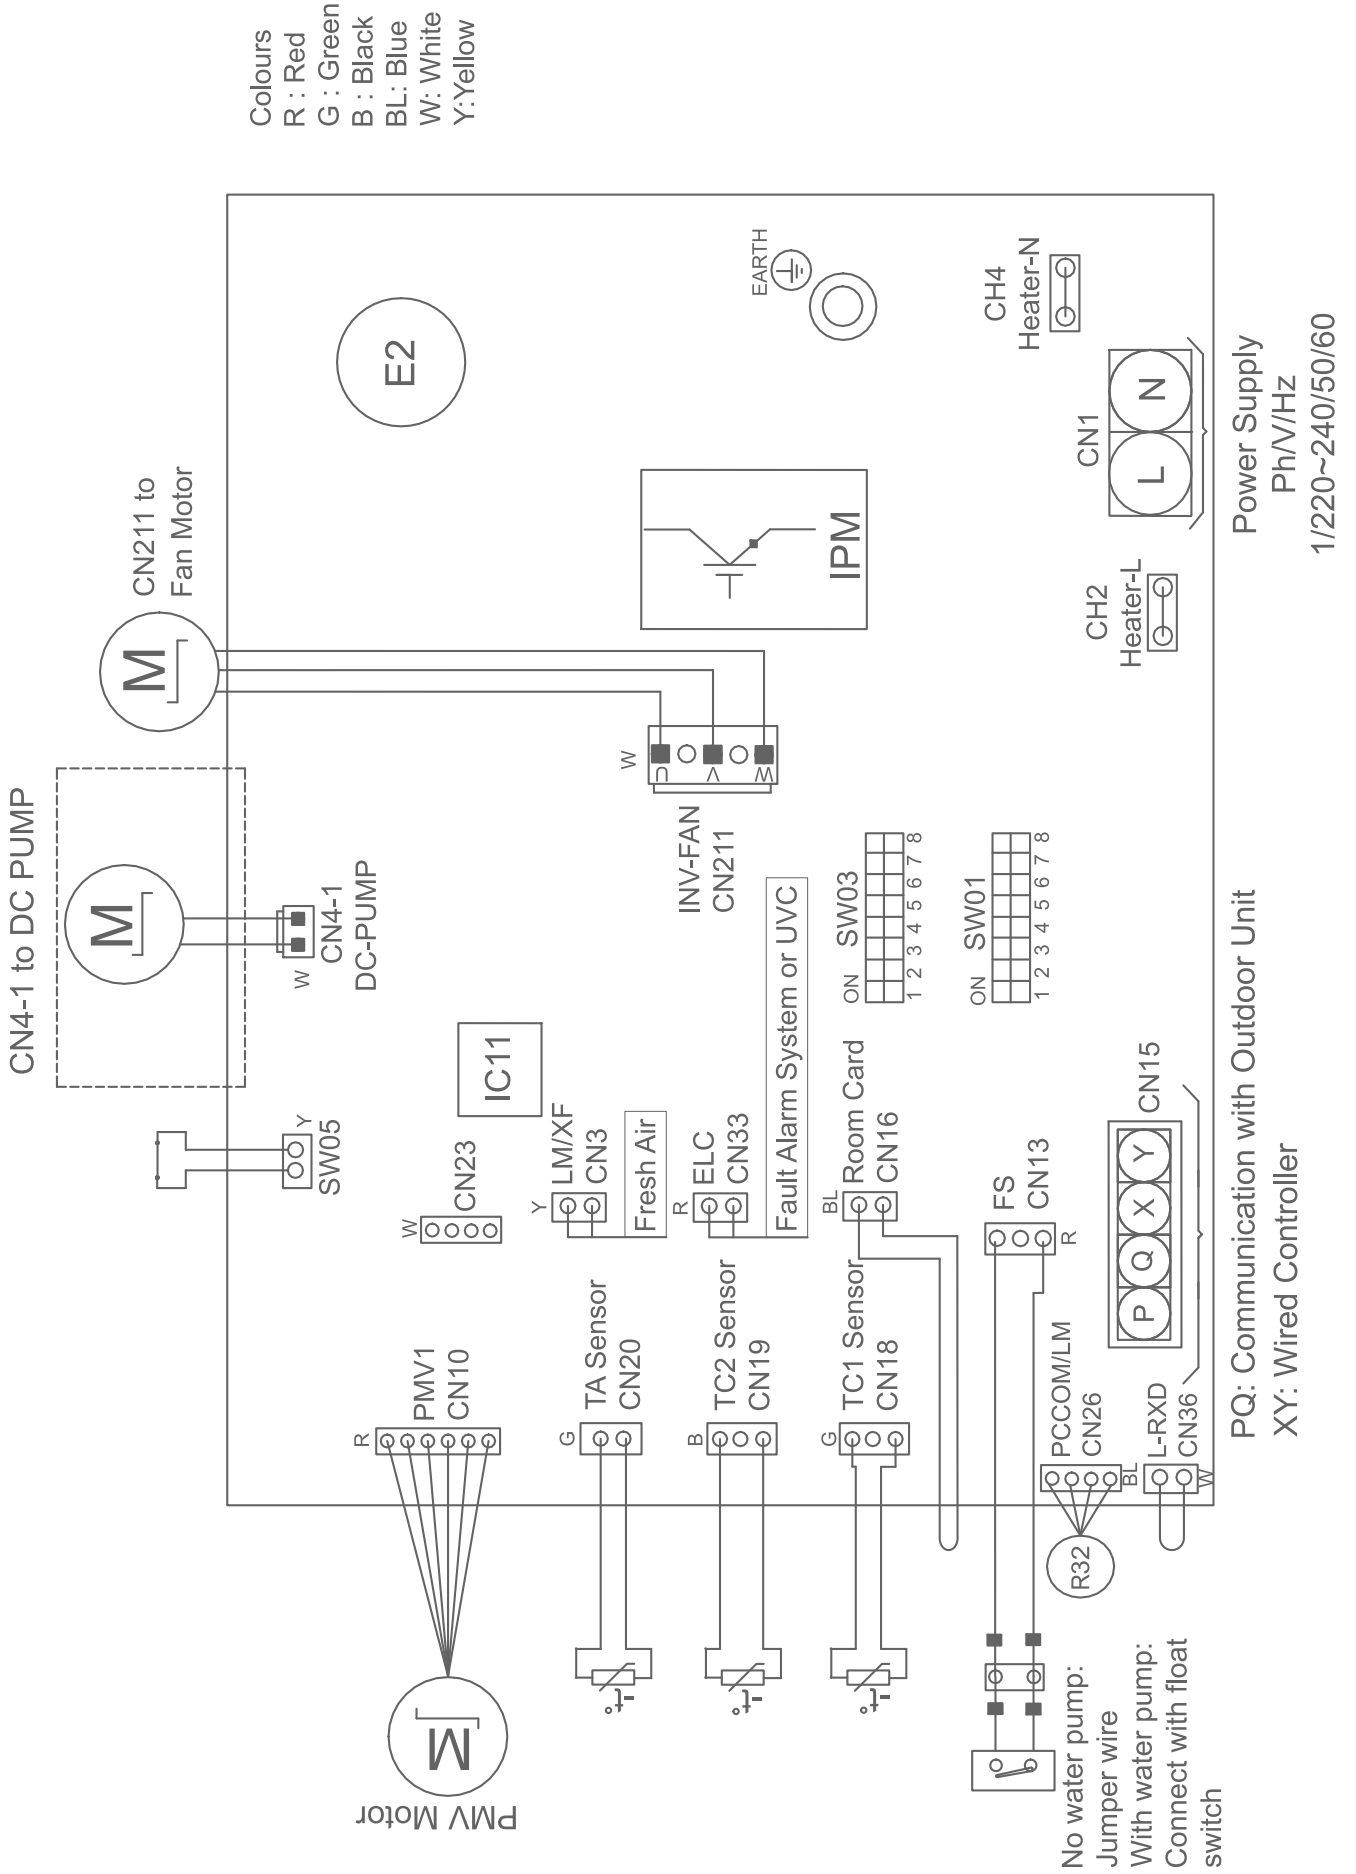 PMV Motor
M
R
PMV1
CN10
G
TA Sensor
CN20
-t°
B
TC2 Sensor
CN19
-t°
G
TC1 Sensor
CN18
-t°
No water pump:
Jumper wire
With water pump:
Connect with float
switch
R32
PCCOM/LM
CN26
BL
L-RXD
CN36
W
FS
CN13
R
BL
Room Card
CN16
R
ELC
CN33
Fault Alarm System or UVC
Y
LM/XF
CN3
Fresh Air
W
CN23
IC11
Y
SW05
CN4-1 to DC PUMP
M
W
CN4-1
DC-PUMP
CN211 to
Fan Motor
M
W
U V W
INV-FAN
CN211
ON SW03
1 2 3 4 5 6 7 8
ON SW01
1 2 3 4 5 6 7 8
P Q X Y
CN15
PQ: Communication with Outdoor Unit
XY: Wired Controller
IPM
E2
EARTH
CH2
Heater-L
CN1
L N
CH4
Heater-N
Power Supply
Ph/V/Hz
1/220~240/50/60
Colours
R : Red
G : Green
B : Black
BL: Blue
W: White
Y:Yellow